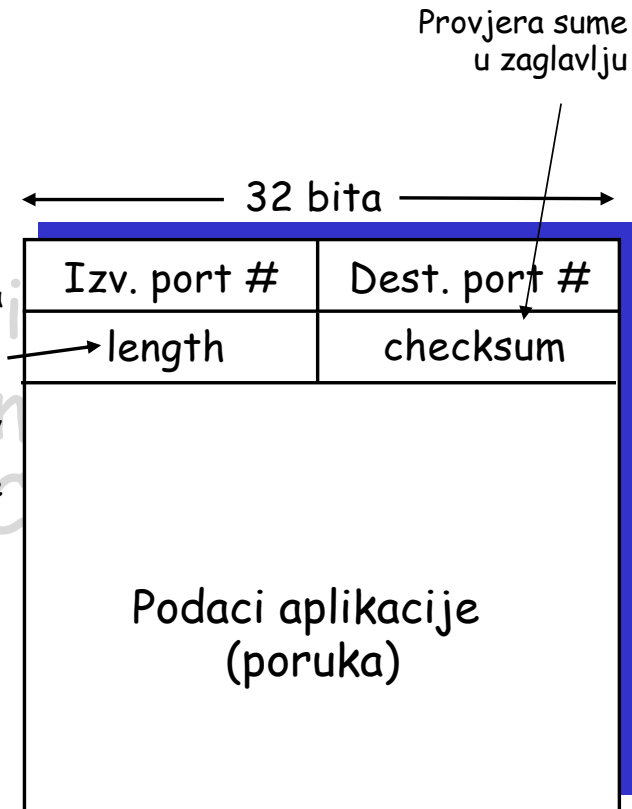 Provjera sume
u zaglavlju
32 bita
Izv. port # Dest. port #
length checksum
Podaci aplikacije
(poruka)